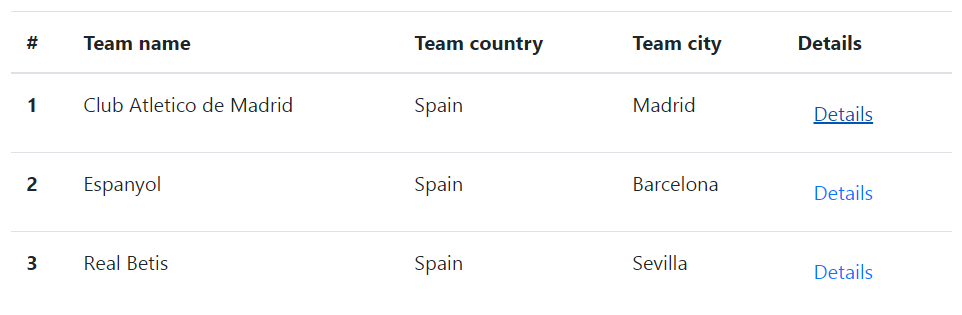 # Team name Team country Team city Details
1 Club Atletico de Madrid Spain Madrid Details
2 Espanyol Spain Barcelona Details
3 Real Betis Spain Sevilla Details